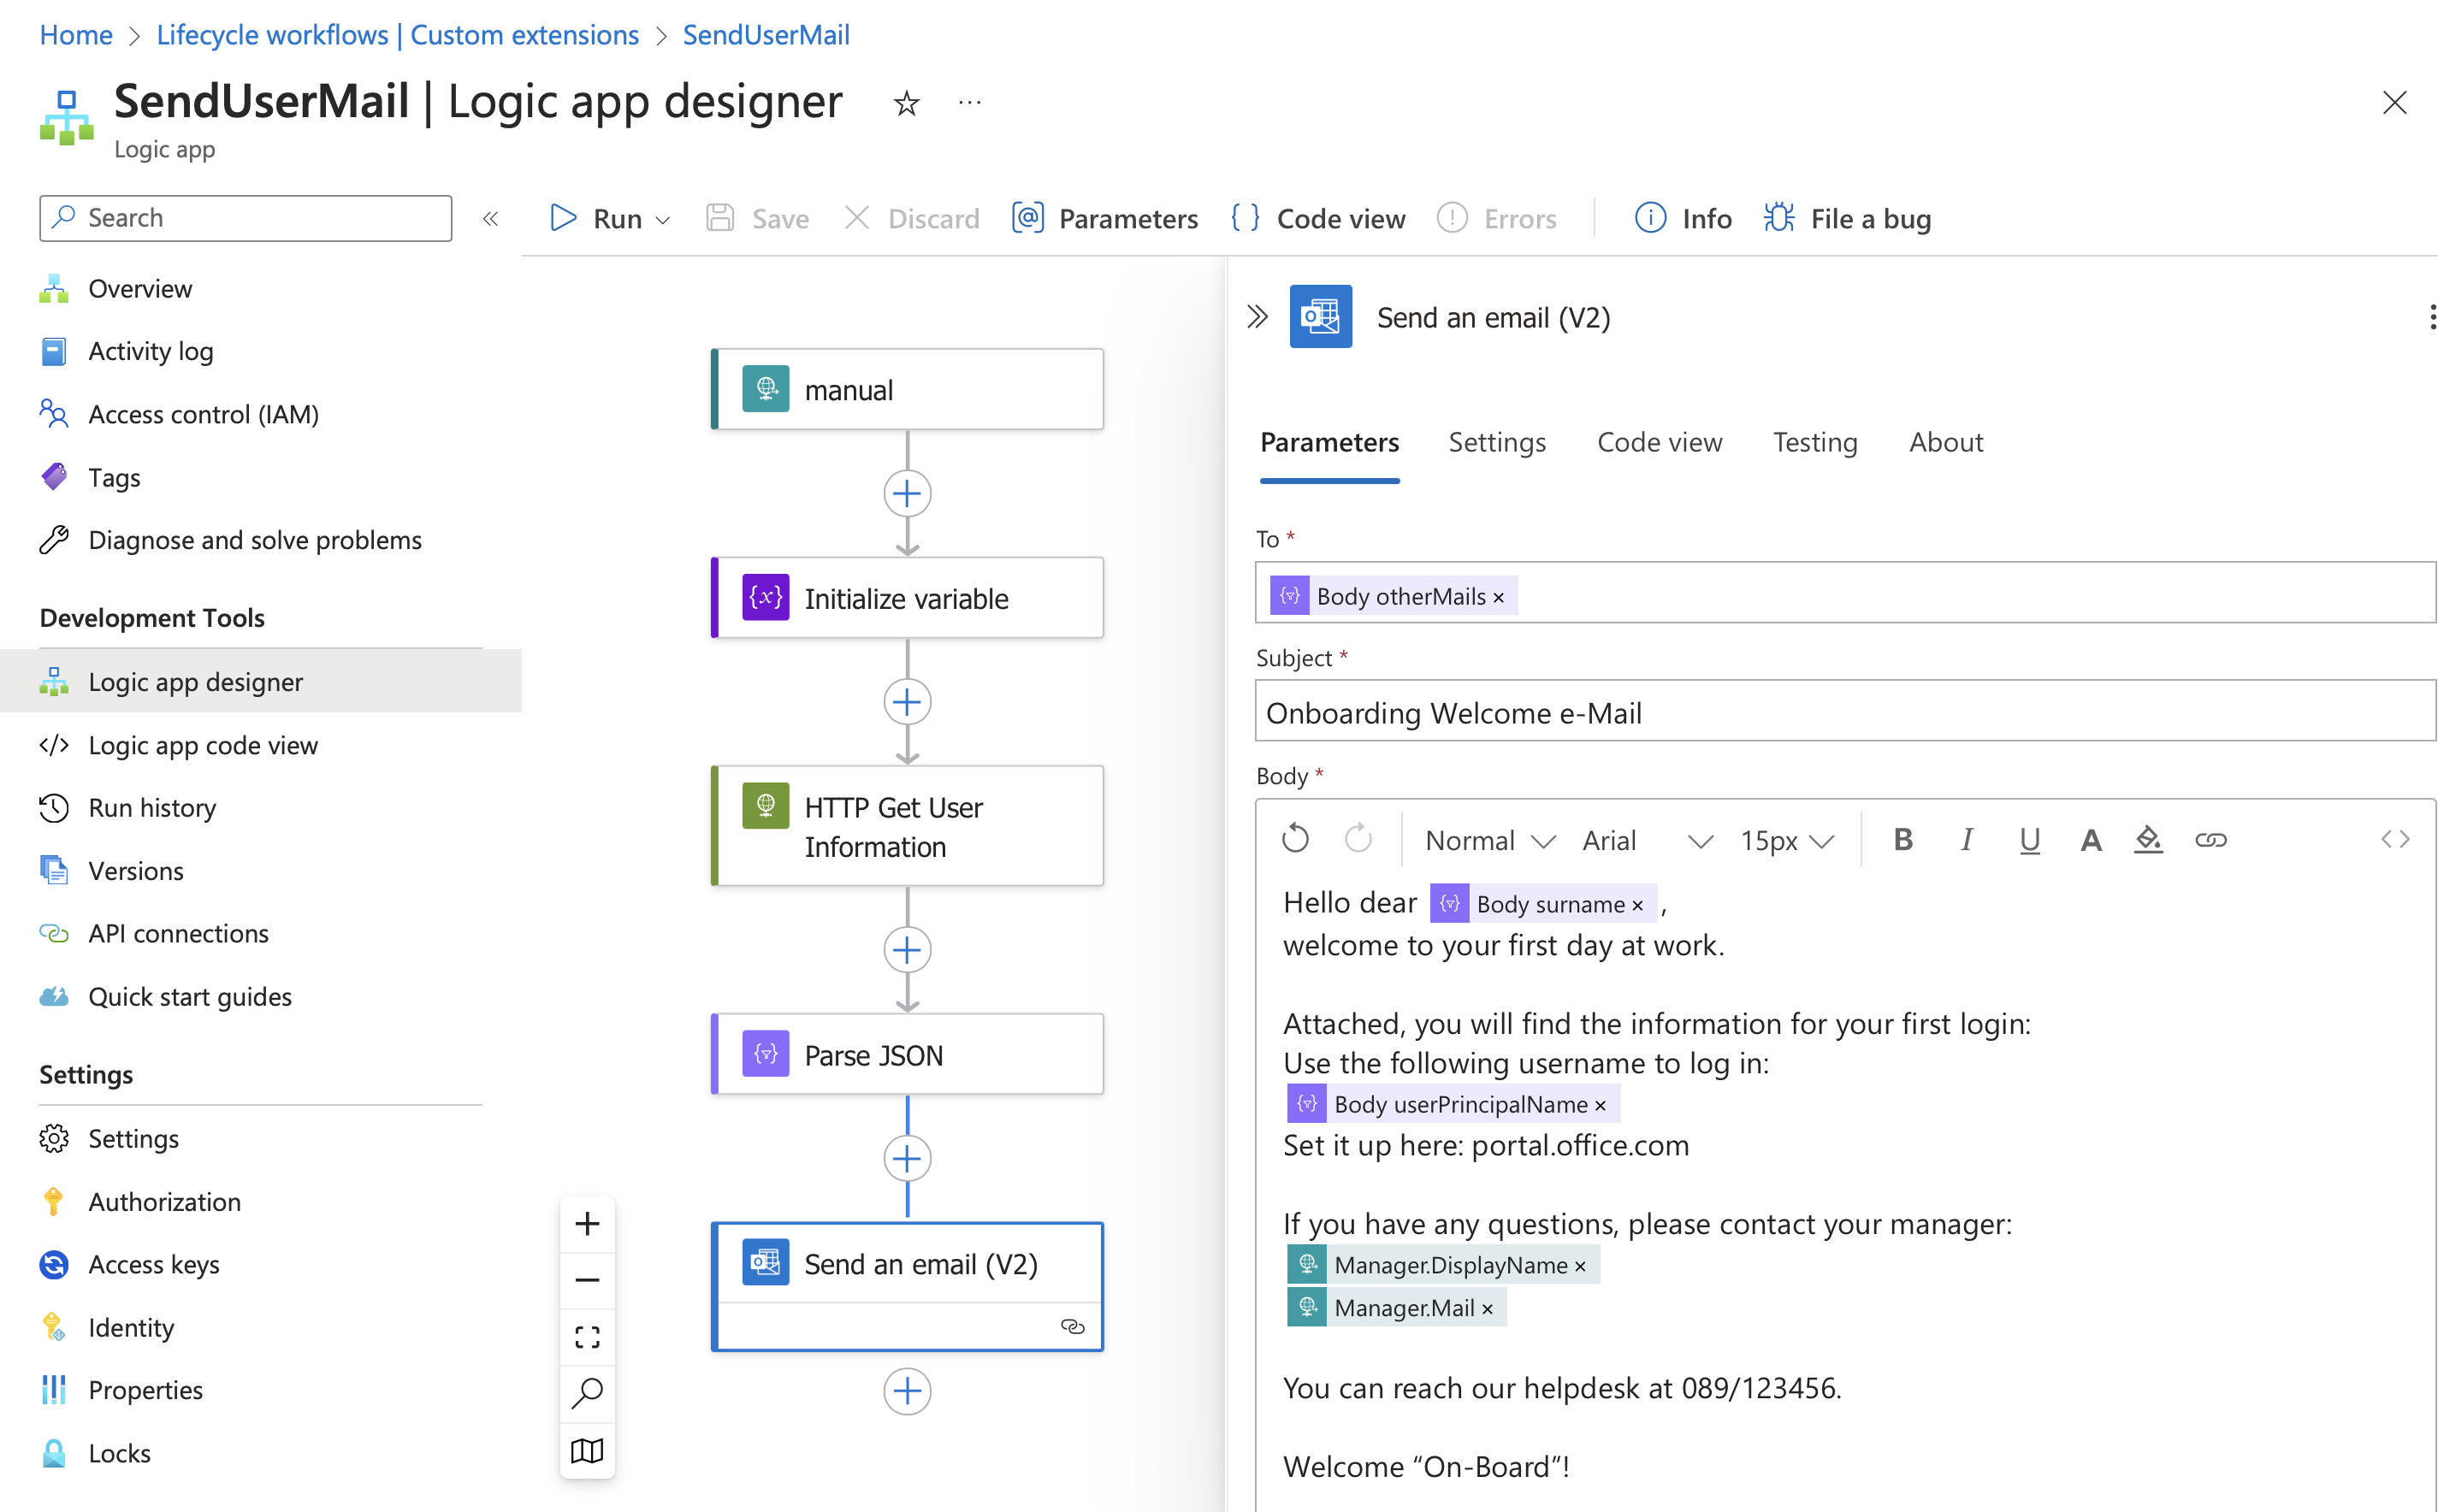 Home > Lifecycle workflows | Custom extensions > SendUserMail
SendUserMail | Logic app designer
Logic app
Search
Run
Save
Discard
Parameters
Code view
Errors
Info
File a bug
Overview
Activity log
Access control (IAM)
Tags
Diagnose and solve problems
Development Tools
Logic app designer
Logic app code view
Run history
Versions
API connections
Quick start guides
Settings
Settings
Authorization
Access keys
Identity
Properties
Locks
manual
Initialize variable
HTTP Get User
Information
Parse JSON
Send an email (V2)
Send an email (V2)
Parameters
Settings
Code view
Testing
About
To *
Body otherMails ×
Subject *
Onboarding Welcome e-Mail
Body *
Normal
Arial
15px
Hello dear Body surname × ,
welcome to your first day at work.
Attached, you will find the information for your first login:
Use the following username to log in:
Body userPrincipalName ×
Set it up here: portal.office.com
If you have any questions, please contact your manager:
Manager.DisplayName ×
Manager.Mail ×
You can reach our helpdesk at 089/123456.
Welcome “On-Board”!